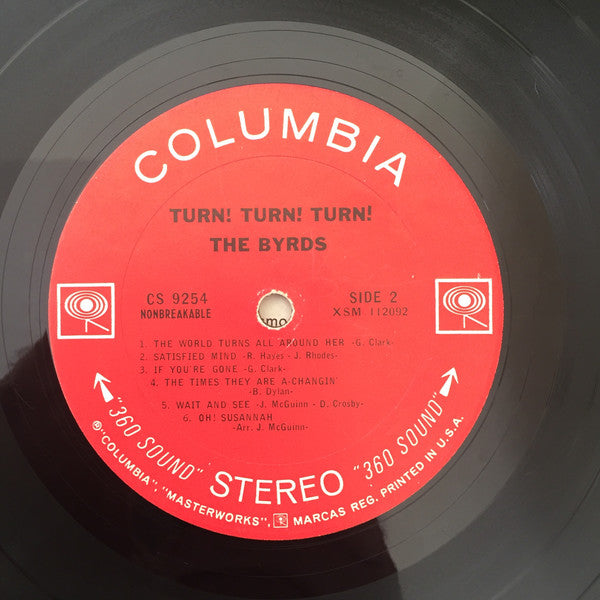 COLUMBIA
TURN! TURN! TURN!
THE BYRDS
CS 9254
NONBREAKABLE
SIDE 2
XSM 112092
mo
1. THE WORLD TURNS ALL AROUND HER -G. Clark-
2. SATISFIED MIND -R. Hayes - J. Rhodes-
3. IF YOU'RE GONE -G. Clark-
4. THE TIMES THEY ARE A-CHANGIN'
-B. Dylan-
5. WAIT AND SEE -J. McGuinn - D. Crosby-
6. OH! SUSANNAH
-Arr. J. McGuinn-
"360 SOUND" STEREO "360 SOUND"
® "COLUMBIA", "MASTERWORKS", MARCAS REG. PRINTED IN U.S.A.